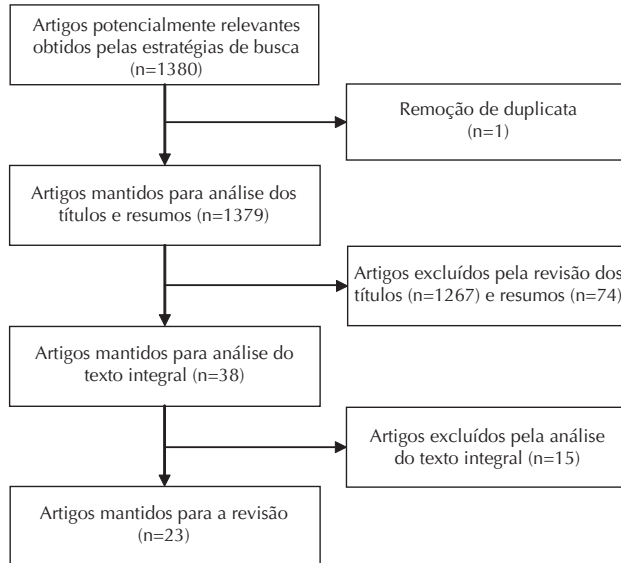 Artigos potencialmente relevantes
obtidos pelas estratégias de busca
(n=1380)
Remoção de duplicata
(n=1)
Artigos mantidos para análise dos
títulos e resumos (n=1379)
Artigos excluídos pela revisão dos
títulos (n=1267) e resumos (n=74)
Artigos mantidos para análise do
texto integral (n=38)
Artigos excluídos pela análise
do texto integral (n=15)
Artigos mantidos para a revisão
(n=23)